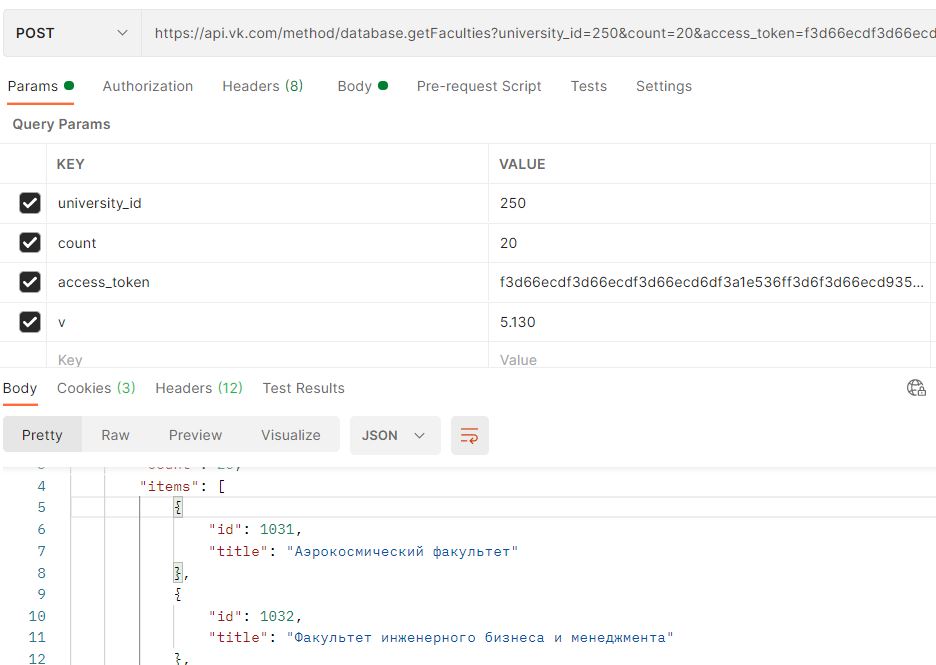 POST https://api.vk.com/method/database.getFaculties?university_id=250&count=20&access_token=f3d66ecdf3d66ecd
Params Authorization Headers (8) Body Pre-request Script Tests Settings
Query Params
KEY VALUE
university_id 250
count 20
access_token f3d66ecdf3d66ecdf3d66ecd6df3a1e536ff3d6f3d66ecd935...
v 5.130
Key Value
Body Cookies (3) Headers (12) Test Results
Pretty Raw Preview Visualize JSON
4 "items": [
5 {
6 "id": 1031,
7 "title": "Аэрокосмический факультет"
8 },
9 {
10 "id": 1032,
11 "title": "Факультет инженерного бизнеса и менеджмента"
12 },